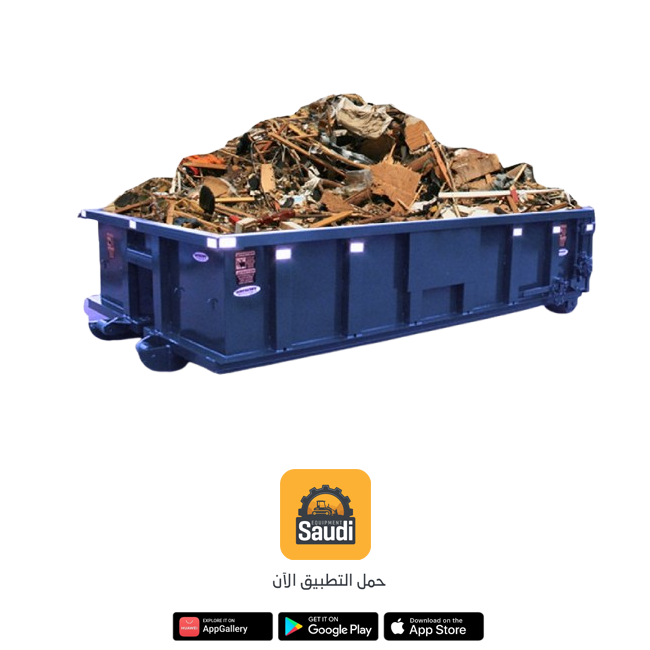 EQUIPMENT
Saudi
حمل التطبيق الآن
EXPLORE IT ON
AppGallery
GET IT ON
Google Play
Download on the
App Store